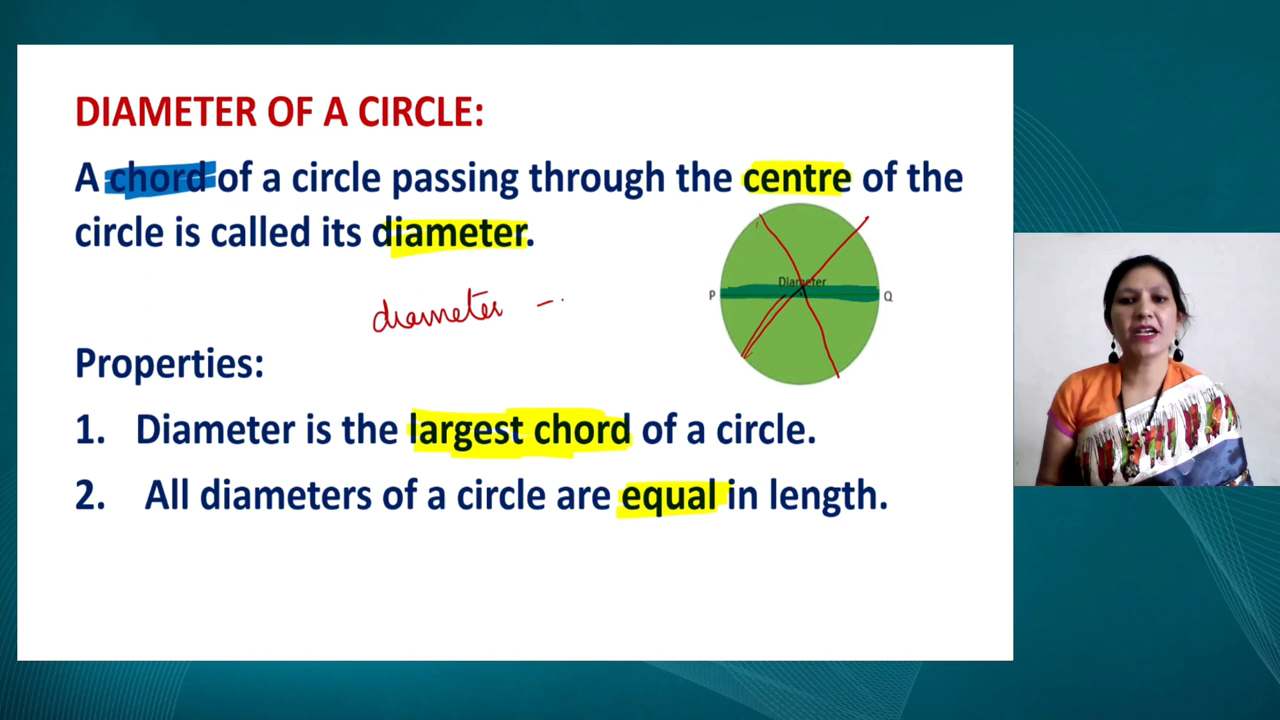 DIAMETER OF A CIRCLE:
A chord of a circle passing through the centre of the
circle is called its diameter.
Diameter
P
Q
diameter -
Properties:
1. Diameter is the largest chord of a circle.
2. All diameters of a circle are equal in length.